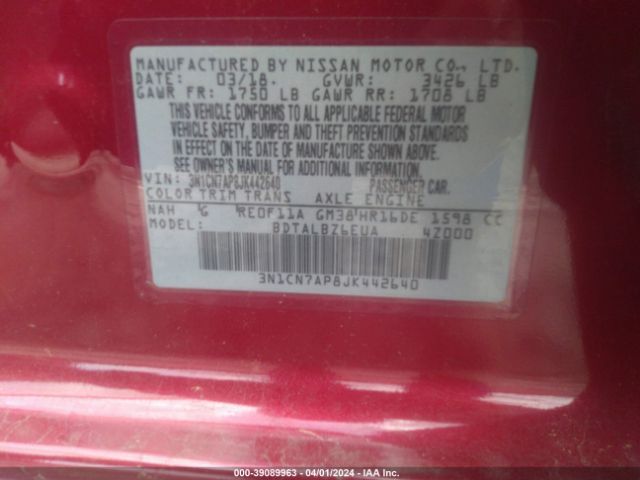 MANUFACTURED BY NISSAN MOTOR CO., LTD.
DATE: 03/18. GVWR: 3426 LB
GAWR FR: 1750 LB GAWR RR: 1708 LB
THIS VEHICLE CONFORMS TO ALL APPLICABLE FEDERAL MOTOR
VEHICLE SAFETY, BUMPER AND THEFT PREVENTION STANDARDS
IN EFFECT ON THE DATE OF MANUFACTURE SHOWN ABOVE.
SEE OWNER'S MANUAL FOR ADDITIONAL INFORMATION.
VIN: 3N1CN7AP8JK442640 PASSENGER CAR.
COLOR TRIM TRANS AXLE ENGINE
NAH G RE0F11A GM38 HR16DE 1598 CC
MODEL: BDTALBZ6EUA 4Z000
3N1CN7AP8JK442640
000-39089963 - 04/01/2024 - IAA Inc.